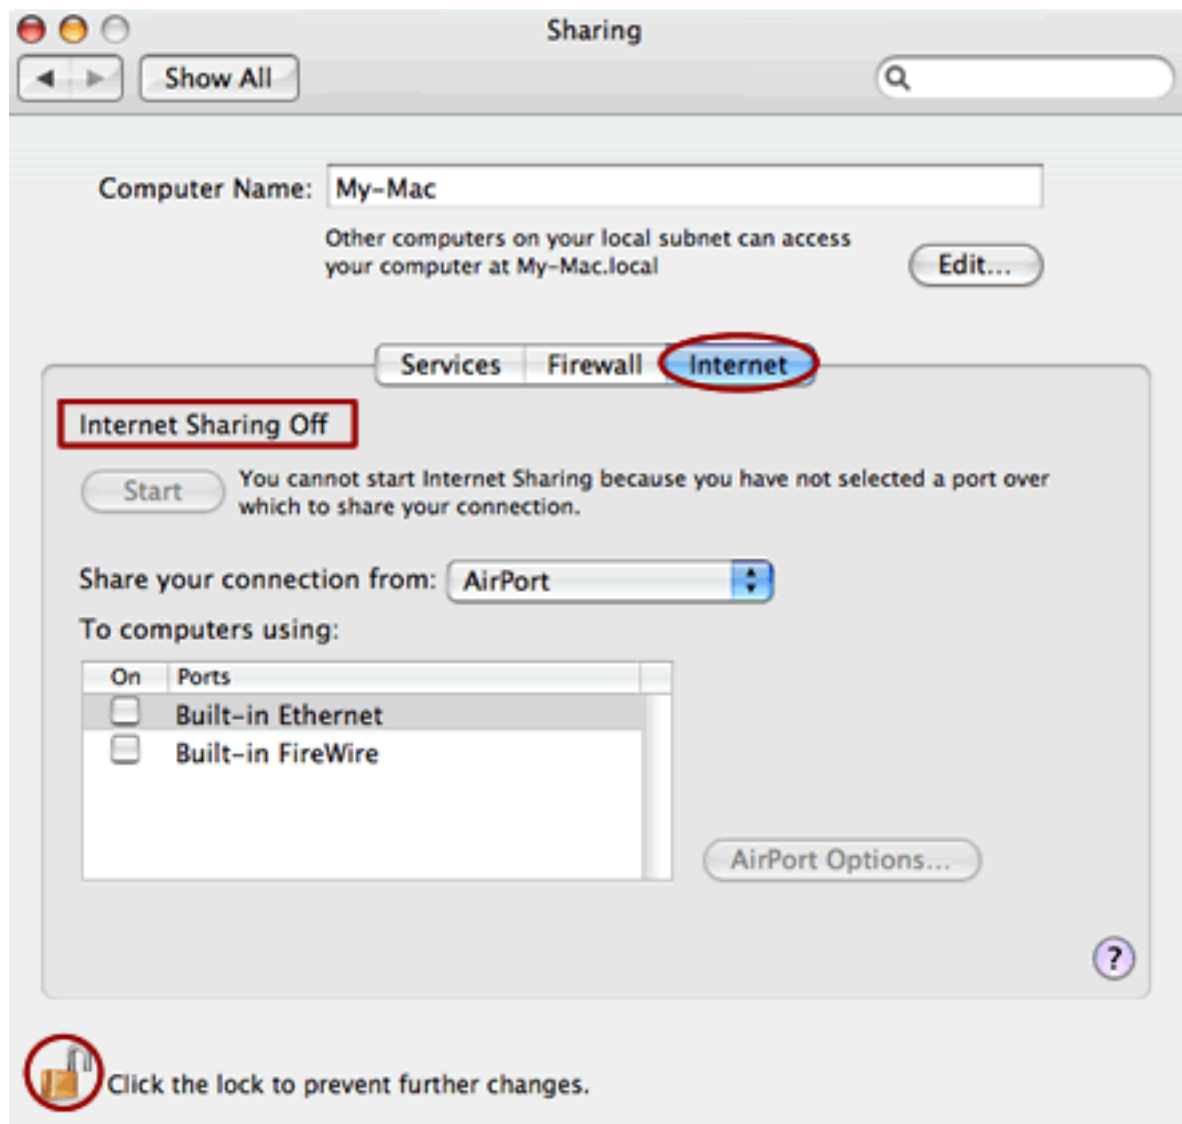 Sharing
Show All
Computer Name: My-Mac
Other computers on your local subnet can access
your computer at My-Mac.local
Edit...
Services Firewall Internet
Internet Sharing Off
Start
You cannot start Internet Sharing because you have not selected a port over
which to share your connection.
Share your connection from: AirPort
To computers using:
On Ports
Built-in Ethernet
Built-in FireWire
AirPort Options...
?
Click the lock to prevent further changes.